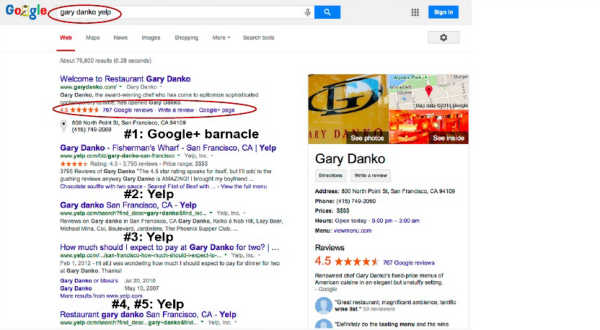 Google
gary danko yelp
Sign in
Web Maps News Images Shopping More Search tools
About 76,800 results (0.28 seconds)
Welcome to Restaurant Gary Danko
www.garydanko.com/ Gary Danko
Gary Danko, the award-winning chef who has come to epitomize sophisticated
contemporary cuisine, has opened Gary Danko.
4.5 767 Google reviews · Write a review · Google+ page
800 North Point St, San Francisco, CA 94109
(415) 749-2060
#1: Google+ barnacle
Gary Danko - Fisherman's Wharf - San Francisco, CA | Yelp
www.yelp.com/biz/gary-danko-san-francisco Yelp, Inc.
Rating: 4.5 - 3,795 reviews - Price range: $$$$
3795 Reviews of Gary Danko "The 4.5 star rating speaks for itself, but I'll add to the
gushing reviews anyway Gary Danko is AMAZING! I brought my boyfriend ...
Chocolate souffle with two sauce - Seared Filet of Beef with ... - View the full menu
#2: Yelp
Gary danko San Francisco, CA - Yelp
www.yelp.com/search?find_desc=gary+danko&find_loc... Yelp, Inc.
Reviews on Gary danko in San Francisco, CA Gary Danko, Keiko à Nob Hill, Lazy Bear,
Michael Mina, Coi, Boulevard, Jardinière, The Phoenix Supper Club, ...
#3: Yelp
How much should I expect to pay at Gary Danko for two? | ...
www.yelp.com/.../san-francisco-how-much-should-i-expect-to-... Yelp, Inc.
Feb 1, 2012 - Hi all,I was wondering how much I should expect to pay for dinner for two
at Gary Danko. Thanks!
Gary Danko or Masa's Jul 20, 2010
Gary Danko May 10, 2007
More results from www.yelp.com
#4, #5: Yelp
Restaurant gary danko San Francisco, CA - Yelp
www.yelp.com/search?find_desc=...gary+danko&find... Yelp, Inc.
GARY DANKO
See photos
Map data ©2015 Google
See inside
Gary Danko
Directions Write a review
Address: 800 North Point St, San Francisco, CA 94109
Phone: (415) 749-2060
Prices: $$$$
Hours: Open today · 5:00 pm – 3:00 am
Menu: viewmenu.com
Reviews
4.5 767 Google reviews
Renowned chef Gary Danko's fixed-price menus of
American cuisine in an elegant but unstuffy setting.
- Google
"Great restaurant; magnificent ambience; terrific
wine list." 59 reviewers
"Definitely do the tasting menu and the wine